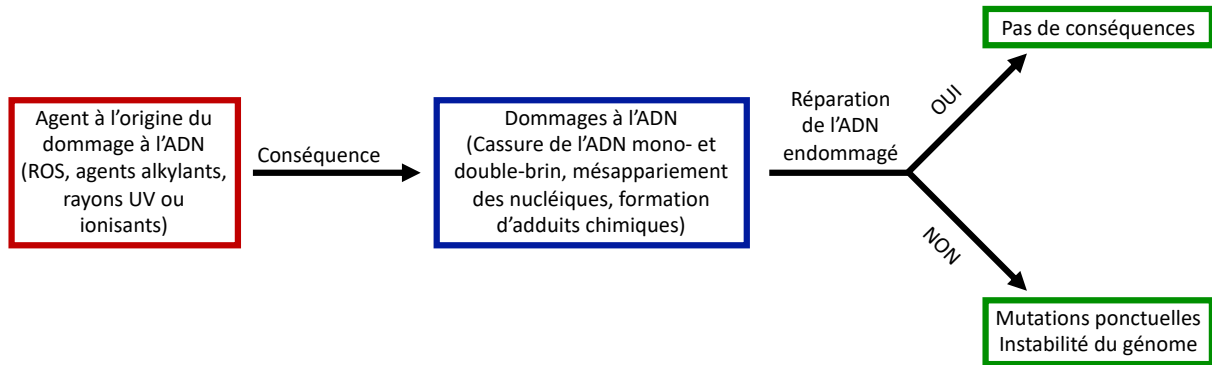 Agent à l'origine du
dommage à l'ADN
(ROS, agents alkylants,
rayons UV ou
ionisants)
Conséquence
Dommages à l'ADN
(Cassure de l'ADN mono- et
double-brin, mésappariement
des nucléiques, formation
d'adduits chimiques)
Réparation
de l'ADN
endommagé
OUI
Pas de conséquences
NON
Mutations ponctuelles
Instabilité du génome